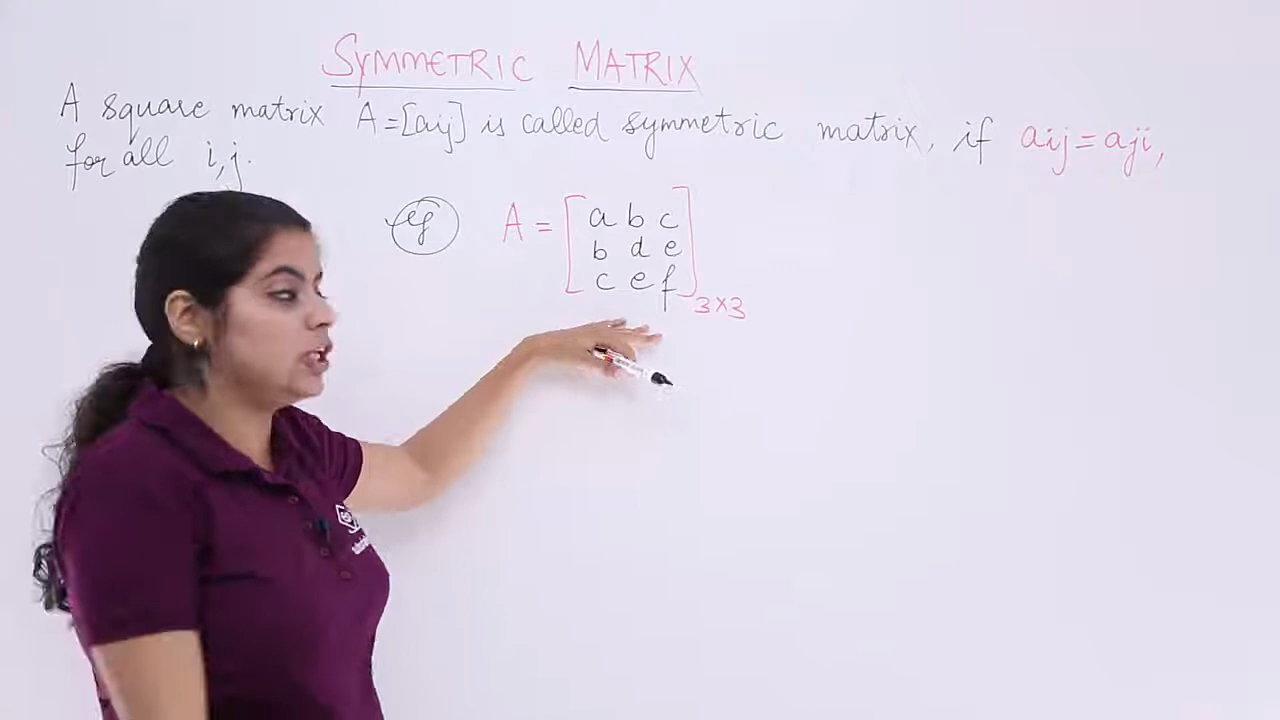 SYMMETRIC MATRIX
A square matrix A=[aij] is called symmetric matrix, if aij=aji,
for all i,j.
eg A = [a b c
b d e
c e f]3×3